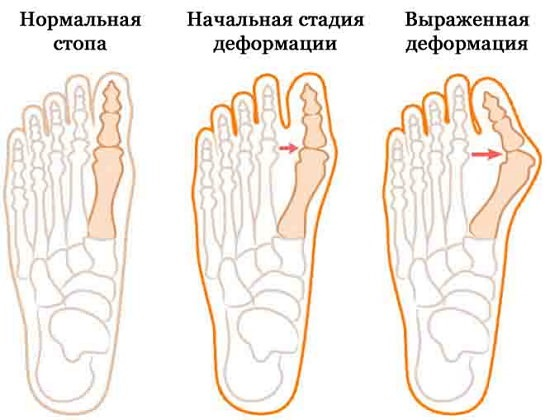 Нормальная
стопа
Начальная стадия
деформации
Выраженная
деформация